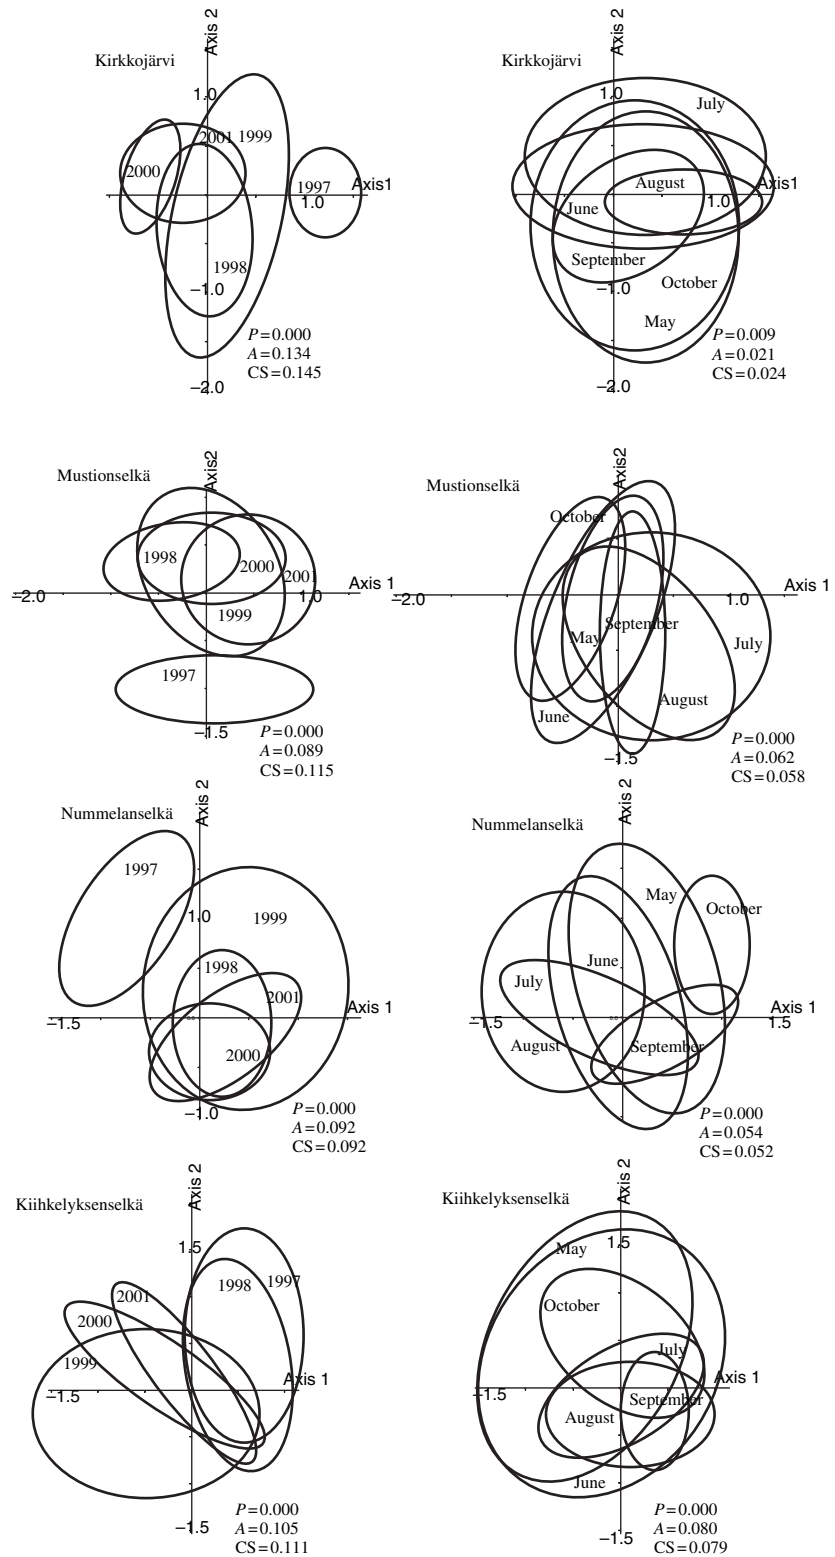 Axis 2
Kirkkojärvi
1.0
2001 1999
2000
1997
Axis1
1.0
1998
−1.0
P=0.000
A=0.134
CS=0.145
−2.0
Axis 2
Kirkkojärvi
1.0
July
August
Axis1
1.0
June
September
−1.0
October
May
P=0.009
A=0.021
CS=0.024
−2.0
Axis2
Mustionselkä
1998
2000
2001
Axis 1
−2.0
1.0
1999
1997
−1.5
P=0.000
A=0.089
CS=0.115
Axis2
Mustionselkä
October
Axis 1
−2.0
1.0
September
May
July
August
June
−1.5
P=0.000
A=0.062
CS=0.058
Axis 2
Nummelanselkä
1997
1.0
1999
1998
2001
Axis 1
−1.5
2000
−1.0
P=0.000
A=0.092
CS=0.092
Axis 2
Nummelanselkä
May
October
June
July
Axis 1
−1.5
1.5
August
September
P=0.000
A=0.054
CS=0.052
Axis 2
Kiihkelyksenselkä
1.5
1998
1997
2001
2000
1999
Axis 1
−1.5
−1.5
P=0.000
A=0.105
CS=0.111
Axis 2
Kiihkelyksenselkä
1.5
May
October
July
Axis 1
−1.5
September
August
June
−1.5
P=0.000
A=0.080
CS=0.079